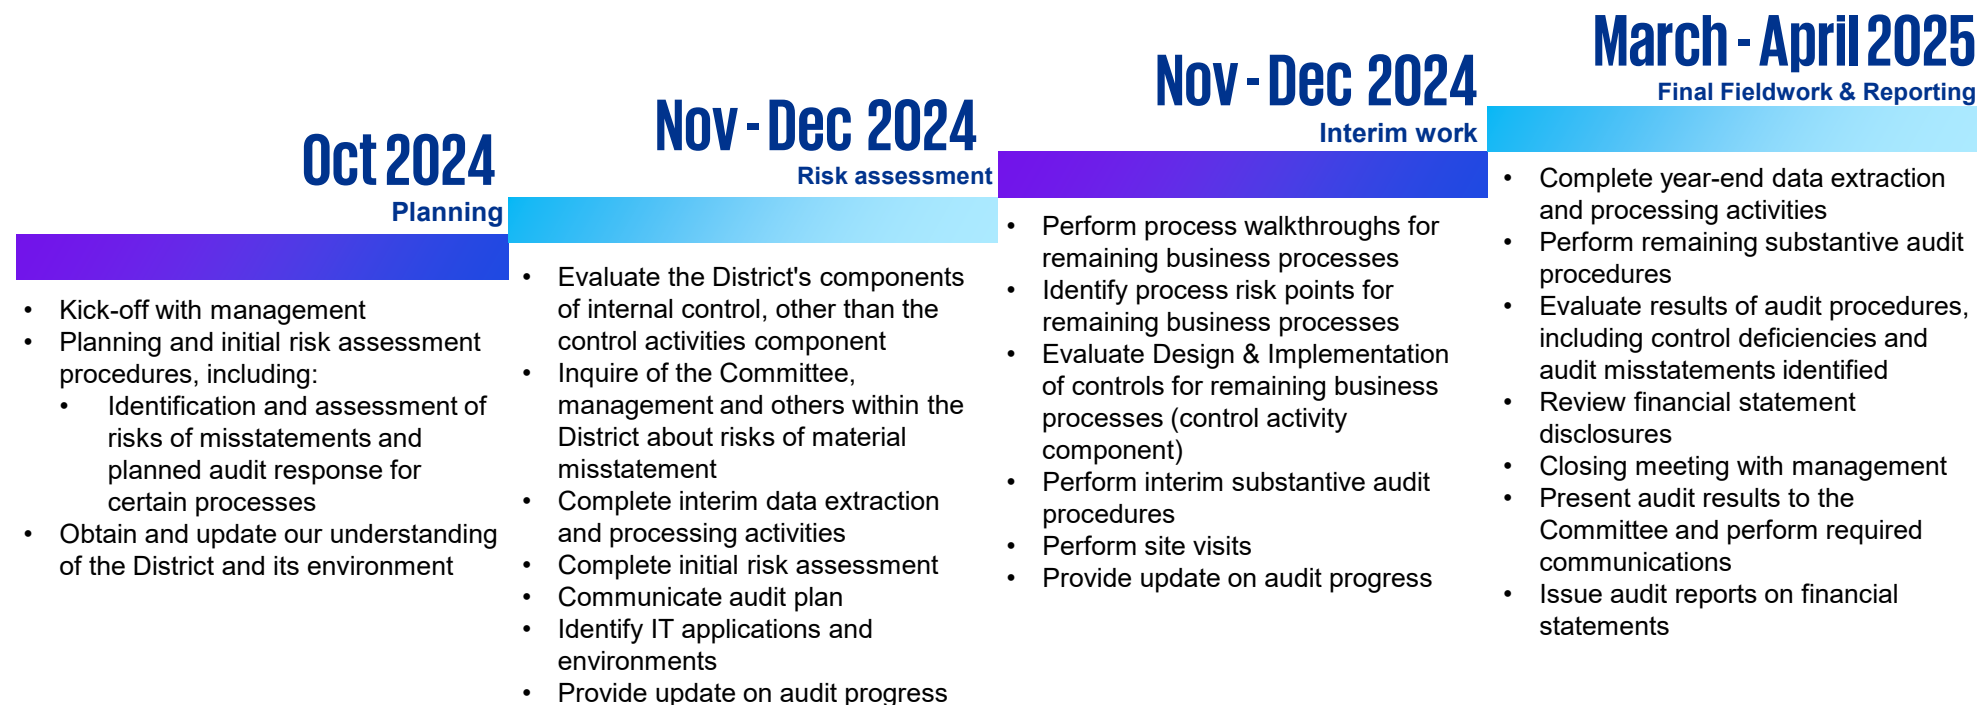 Oct 2024
Planning
• Kick-off with management
• Planning and initial risk assessment
procedures, including:
• Identification and assessment of
risks of misstatements and
planned audit response for
certain processes
• Obtain and update our understanding
of the District and its environment
Nov - Dec 2024
Risk assessment
• Evaluate the District's components
of internal control, other than the
control activities component
• Inquire of the Committee,
management and others within the
District about risks of material
misstatement
• Complete interim data extraction
and processing activities
• Complete initial risk assessment
• Communicate audit plan
• Identify IT applications and
environments
• Provide update on audit progress
Nov - Dec 2024
Interim work
• Perform process walkthroughs for
remaining business processes
• Identify process risk points for
remaining business processes
• Evaluate Design & Implementation
of controls for remaining business
processes (control activity
component)
• Perform interim substantive audit
procedures
• Perform site visits
• Provide update on audit progress
March - April 2025
Final Fieldwork & Reporting
• Complete year-end data extraction
and processing activities
• Perform remaining substantive audit
procedures
• Evaluate results of audit procedures,
including control deficiencies and
audit misstatements identified
• Review financial statement
disclosures
• Closing meeting with management
• Present audit results to the
Committee and perform required
communications
• Issue audit reports on financial
statements